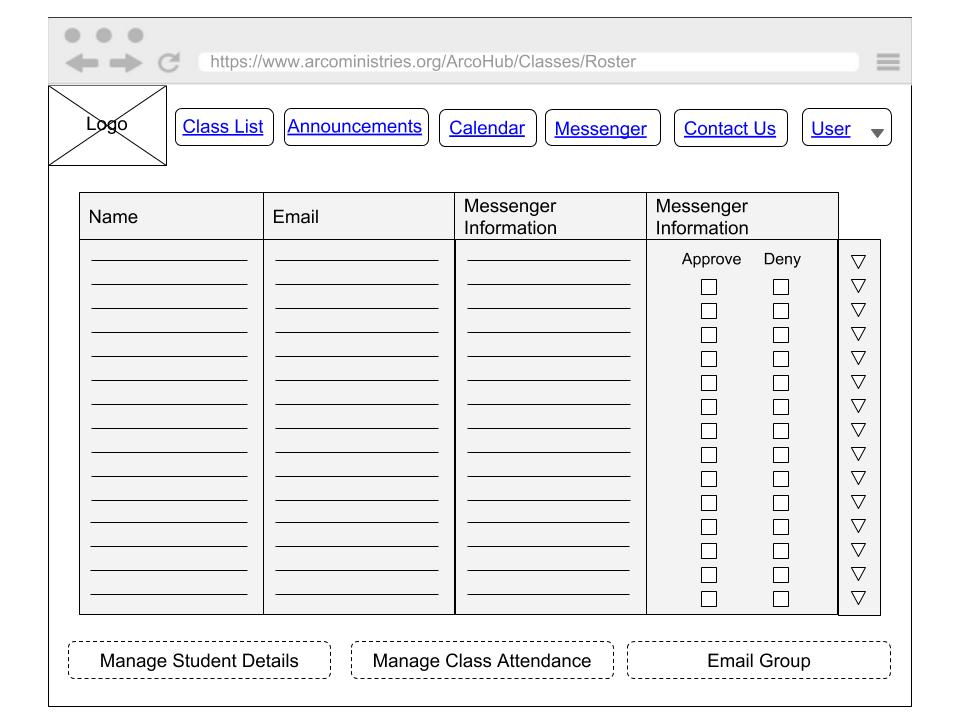 https://www.arcoministries.org/ArcoHub/Classes/Roster
Logo
Class List
Announcements
Calendar
Messenger
Contact Us
User
Name
Email
Messenger
Information
Messenger
Information
Approve
Deny
Manage Student Details
Manage Class Attendance
Email Group